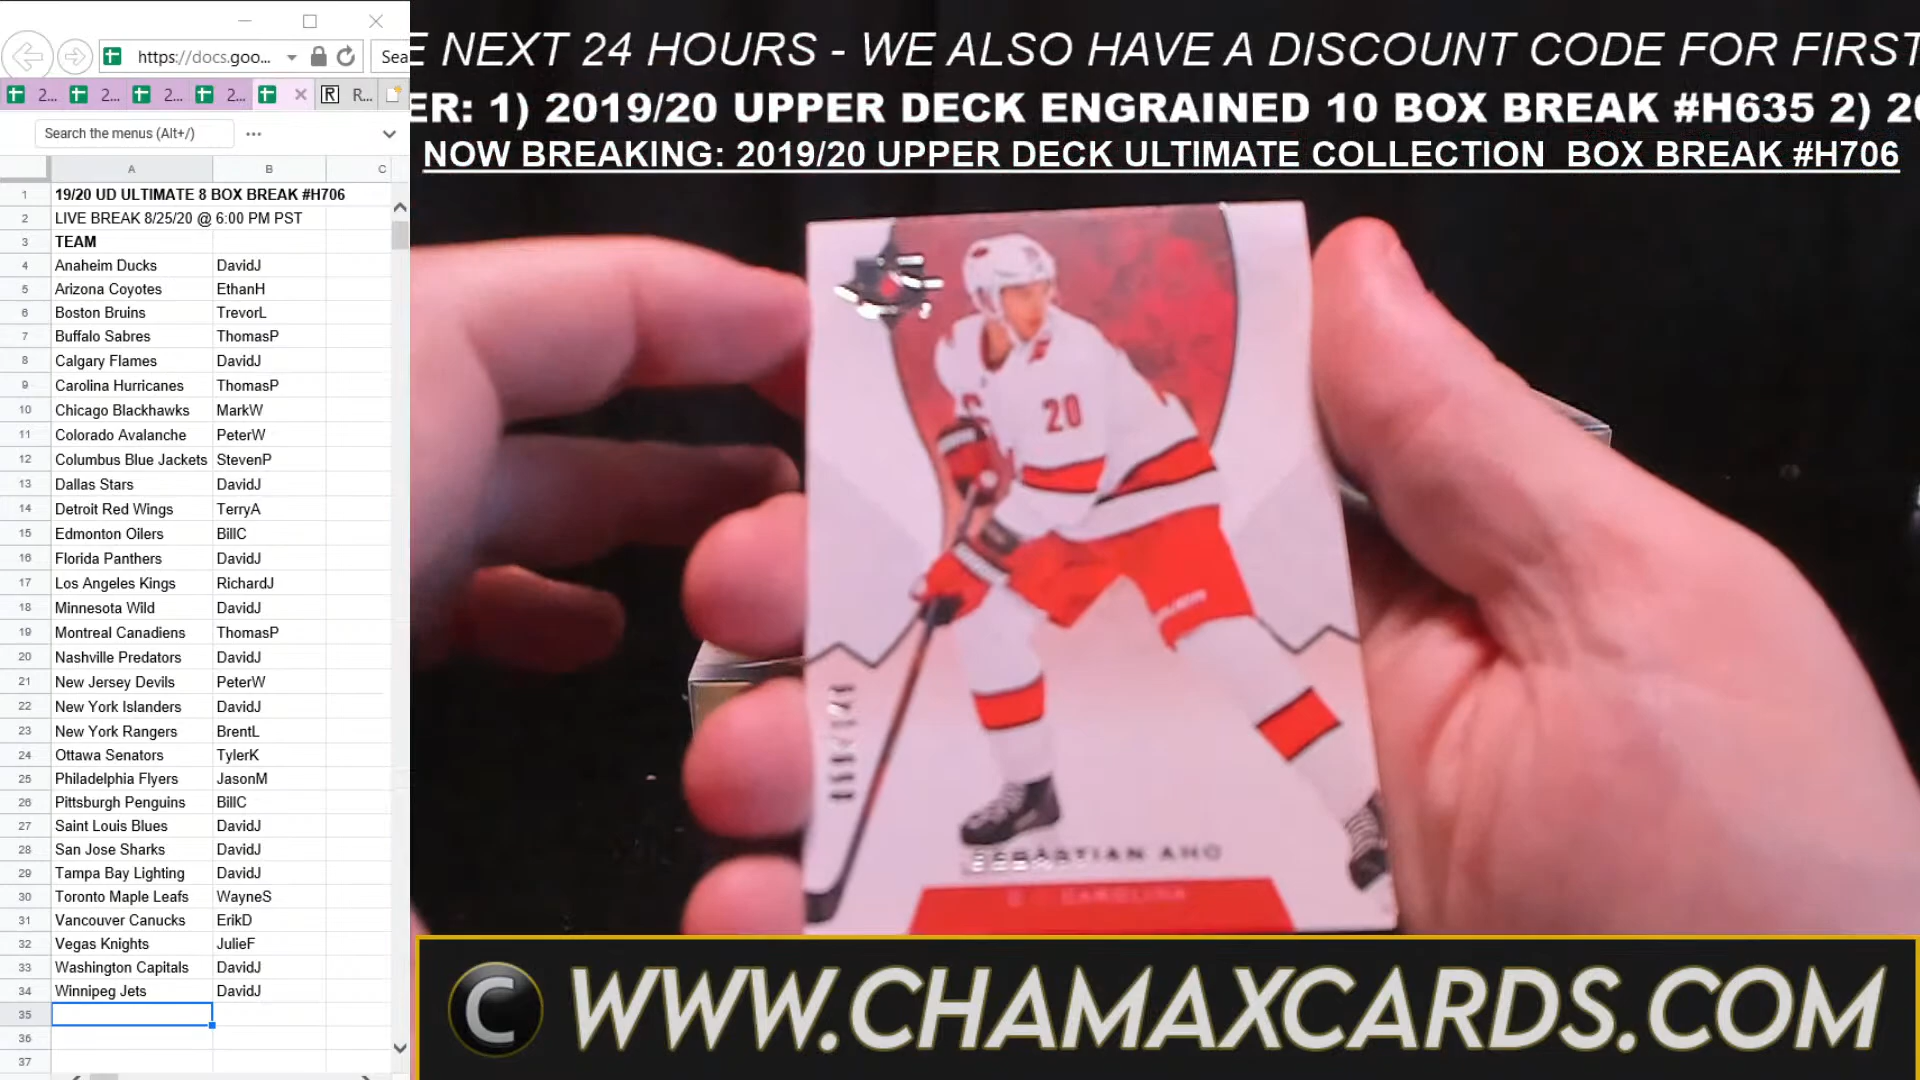 https://docs.goo...
Sea
2...
2...
2...
2...
R...
Search the menus (Alt+/)
A B C
1 19/20 UD ULTIMATE 8 BOX BREAK #H706
2 LIVE BREAK 8/25/20 @ 6:00 PM PST
3 TEAM
4 Anaheim Ducks DavidJ
5 Arizona Coyotes EthanH
6 Boston Bruins TrevorL
7 Buffalo Sabres ThomasP
8 Calgary Flames DavidJ
9 Carolina Hurricanes ThomasP
10 Chicago Blackhawks MarkW
11 Colorado Avalanche PeterW
12 Columbus Blue Jackets StevenP
13 Dallas Stars DavidJ
14 Detroit Red Wings TerryA
15 Edmonton Oilers BillC
16 Florida Panthers DavidJ
17 Los Angeles Kings RichardJ
18 Minnesota Wild DavidJ
19 Montreal Canadiens ThomasP
20 Nashville Predators DavidJ
21 New Jersey Devils PeterW
22 New York Islanders DavidJ
23 New York Rangers BrentL
24 Ottawa Senators TylerK
25 Philadelphia Flyers JasonM
26 Pittsburgh Penguins BillC
27 Saint Louis Blues DavidJ
28 San Jose Sharks DavidJ
29 Tampa Bay Lighting DavidJ
30 Toronto Maple Leafs WayneS
31 Vancouver Canucks ErikD
32 Vegas Knights JulieF
33 Washington Capitals DavidJ
34 Winnipeg Jets DavidJ
35
36
37
E NEXT 24 HOURS - WE ALSO HAVE A DISCOUNT CODE FOR FIRST
ER: 1) 2019/20 UPPER DECK ENGRAINED 10 BOX BREAK #H635 2) 20
NOW BREAKING: 2019/20 UPPER DECK ULTIMATE COLLECTION BOX BREAK #H706
20
SEBASTIAN AHO
C CAROLINA
C WWW.CHAMAXCARDS.COM